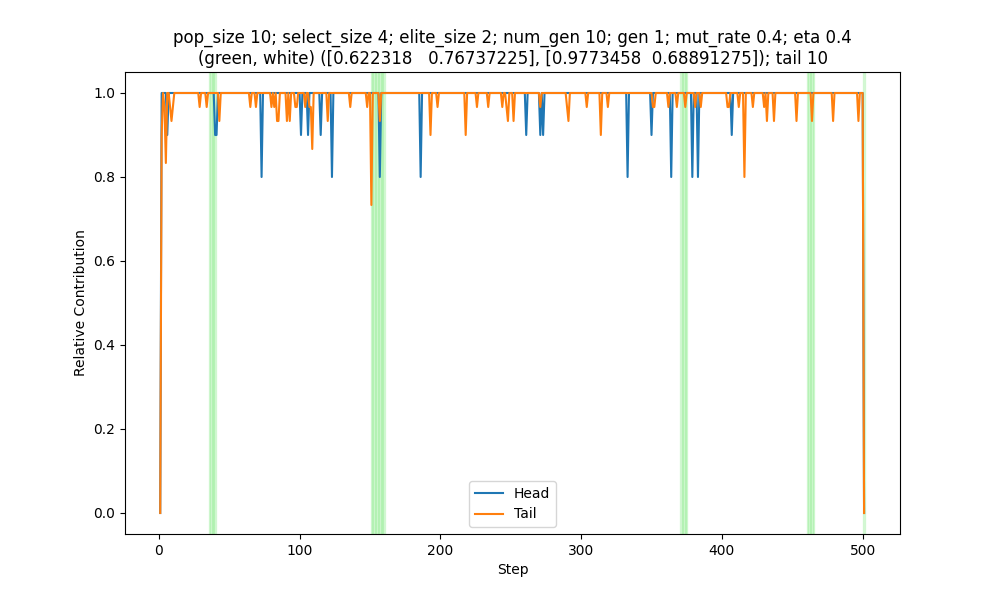 pop_size 10; select_size 4; elite_size 2; num_gen 10; gen 1; mut_rate 0.4; eta 0.4
(green, white) ([0.622318   0.76737225], [0.9773458  0.68891275]); tail 10
1.0
0.8
0.6
0.4
0.2
0.0
Relative Contribution
Head
Tail
0 100 200 300 400 500
Step